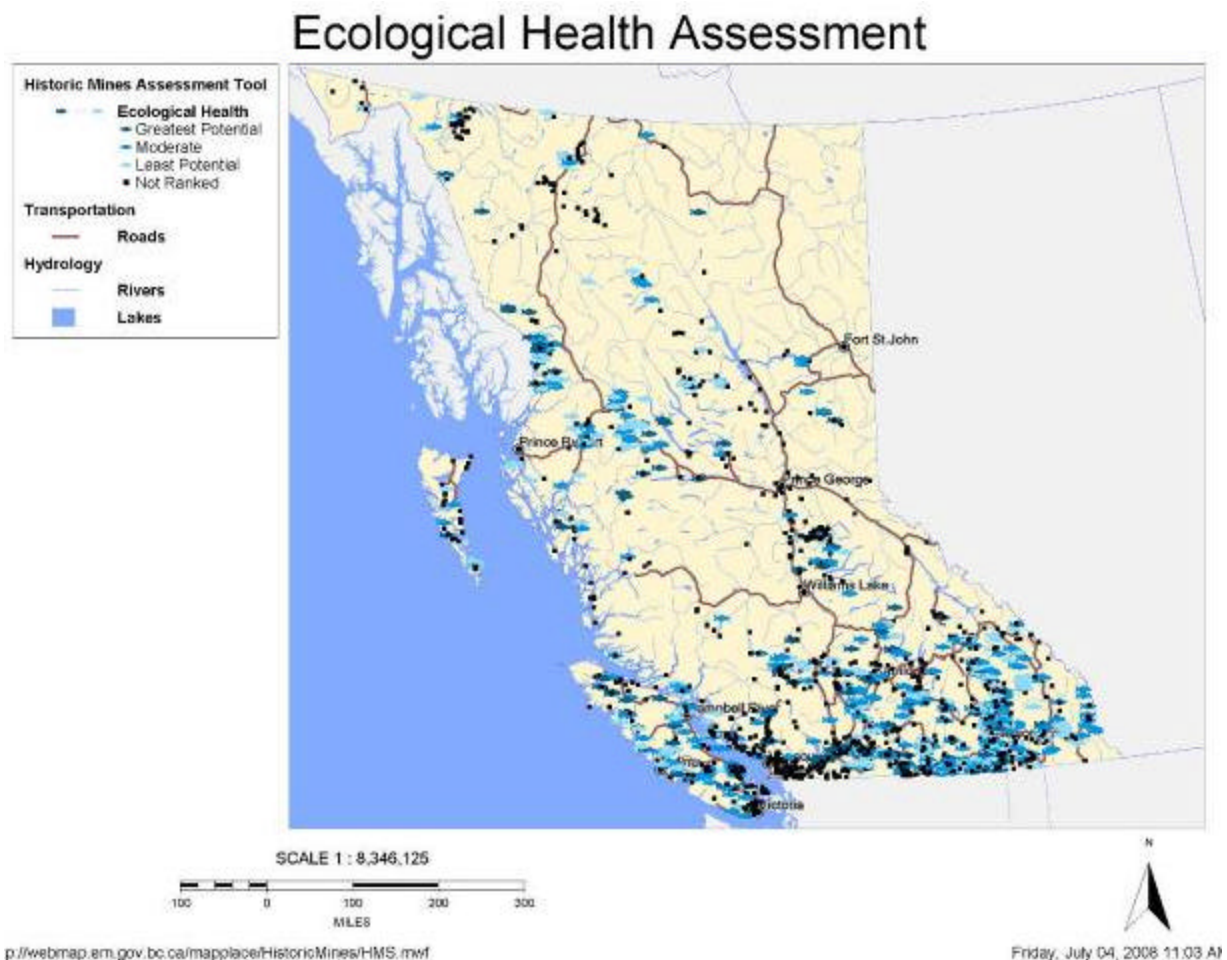 Ecological Health Assessment
Historic Mines Assessment Tool
Ecological Health
Greatest Potential
Moderate
Least Potential
Not Ranked
Transportation
Roads
Hydrology
Rivers
Lakes
Fort St.John
Prince
Prince George
Williams Lake
Campbell River
Victoria
SCALE 1 : 8,346,125
100 0 100 200 300
MILES
N
p://webmap.em.gov.bc.ca/mapplace/HistoricMines/HMS.mwf
Friday, July 04, 2008 11:03 AM